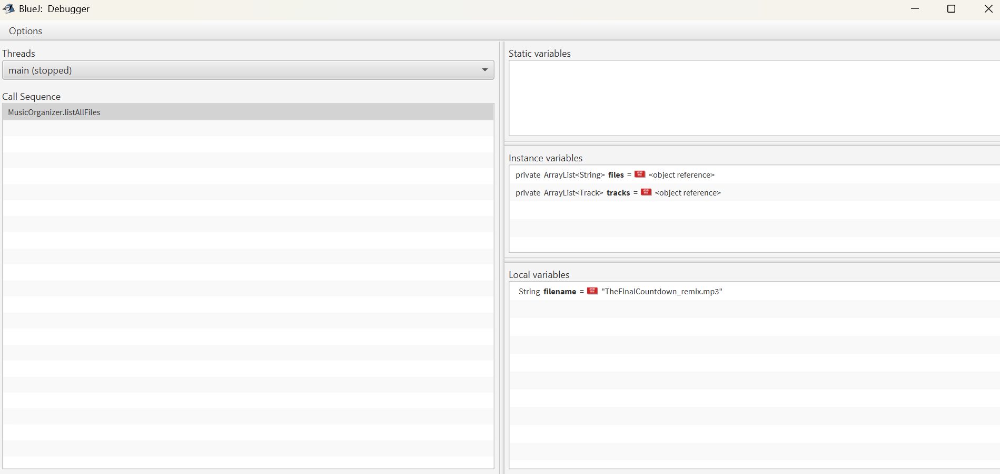 BlueJ: Debugger
Options
Threads
main (stopped)
Call Sequence
MusicOrganizer.listAllFiles
Static variables
Instance variables
private ArrayList<String> files = <object reference>
private ArrayList<Track> tracks = <object reference>
Local variables
String filename = "TheFinalCountdown_remix.mp3"